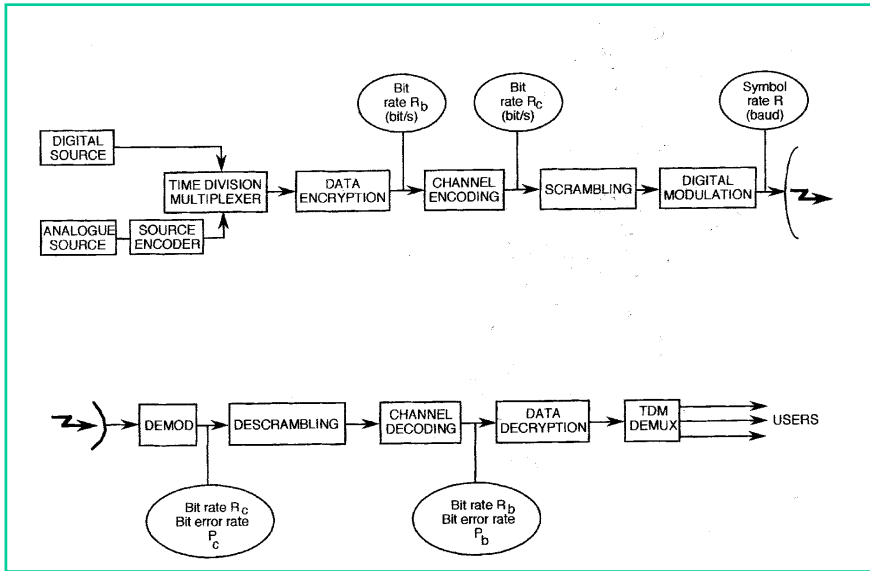 Bit
rate R_b
(bit/s)
Bit
rate R_c
(bit/s)
Symbol
rate R
(baud)
DIGITAL
SOURCE
TIME DIVISION
MULTIPLEXER
DATA
ENCRYPTION
CHANNEL
ENCODING
SCRAMBLING
DIGITAL
MODULATION
ANALOGUE
SOURCE
SOURCE
ENCODER
DEMOD
DESCRAMBLING
CHANNEL
DECODING
DATA
DECRYPTION
TDM
DEMUX
USERS
Bit rate R_c
Bit error rate
P_c
Bit rate R_b
Bit error rate
P_b